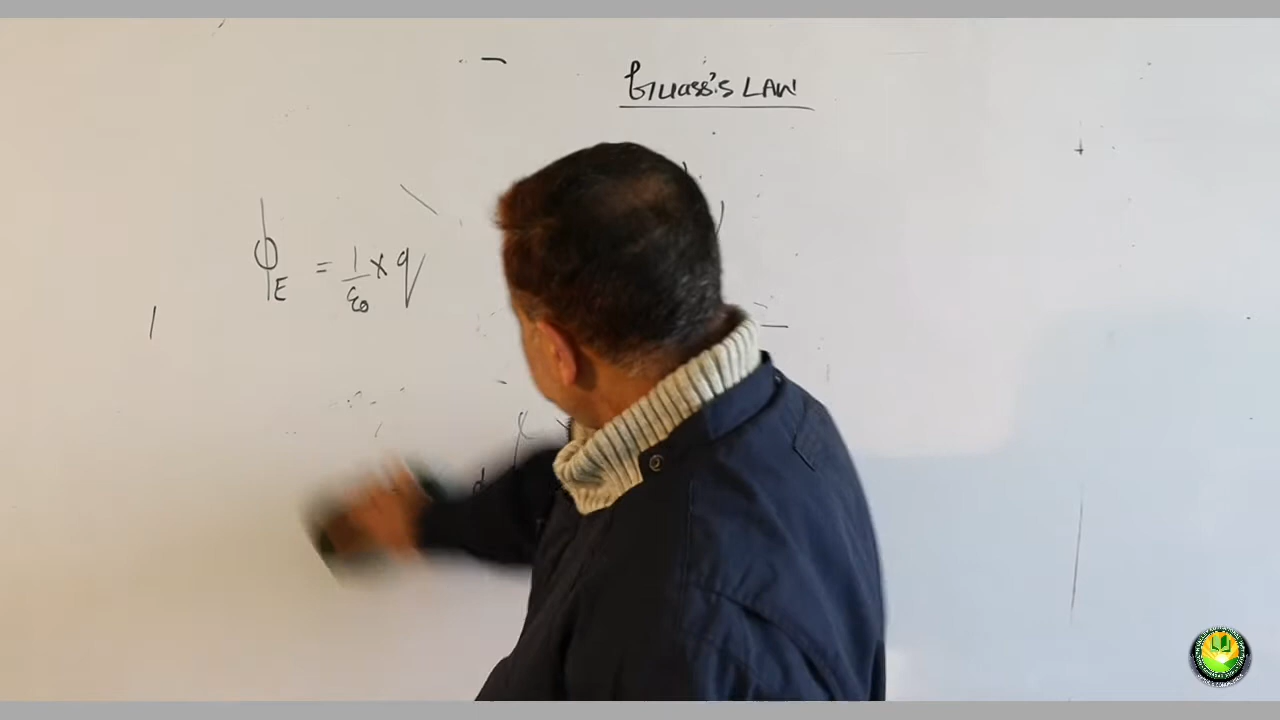 Guass's LAW
ϕE = 1/ε0 × q